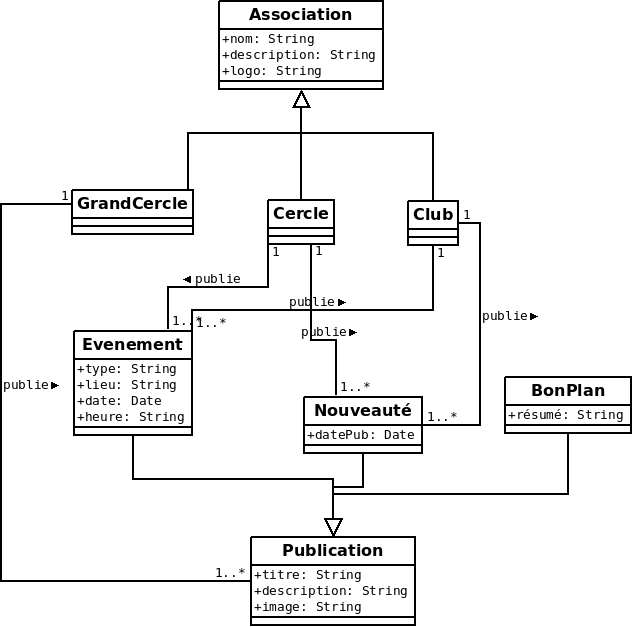 Association
+nom: String
+description: String
+logo: String
1
GrandCercle
Cercle
Club
1
1
1
1
publie
publie
publie
1..*
1..*
publie
Evenement
+type: String
+lieu: String
+date: Date
+heure: String
publie
1..*
Nouveauté
+datePub: Date
1..*
BonPlan
+résumé: String
Publication
+titre: String
+description: String
+image: String
1..*